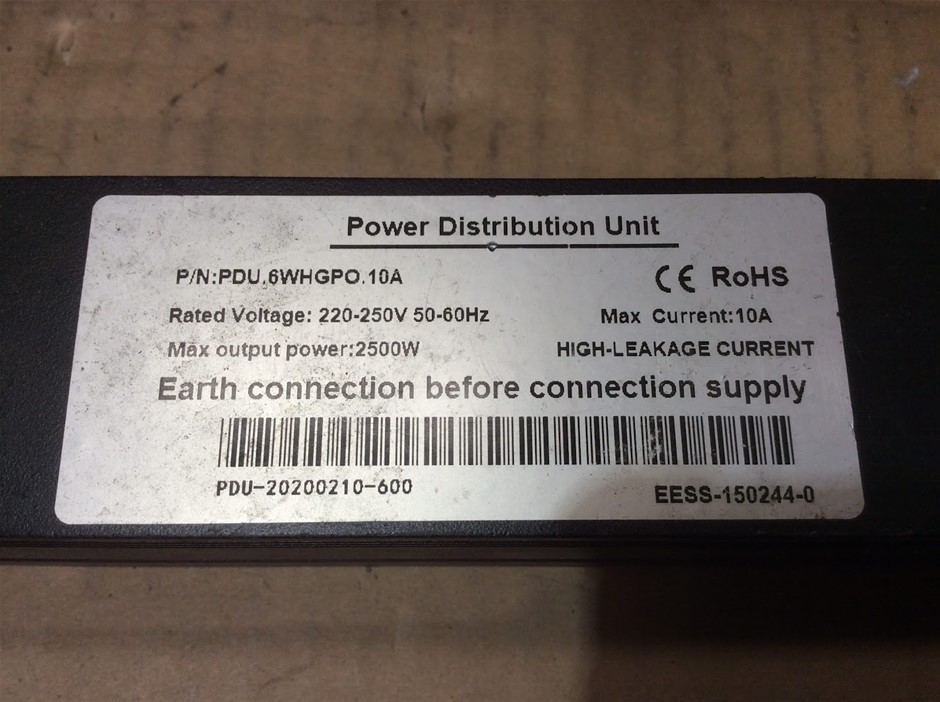 Power Distribution Unit
P/N:PDU.6WHGPO.10A
CE RoHS
Rated Voltage: 220-250V 50-60Hz
Max Current:10A
Max output power:2500W
HIGH-LEAKAGE CURRENT
Earth connection before connection supply
PDU-20200210-600
EESS-150244-0